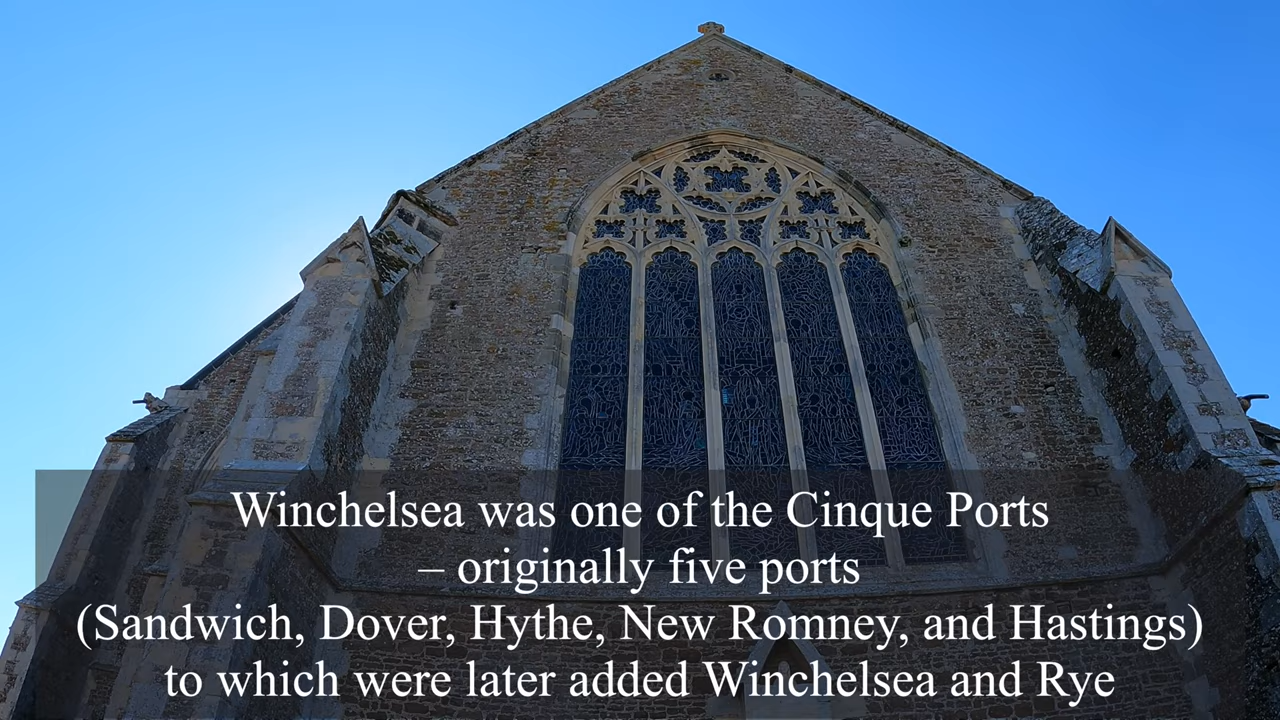 Winchelsea was one of the Cinque Ports
– originally five ports
(Sandwich, Dover, Hythe, New Romney, and Hastings)
to which were later added Winchelsea and Rye